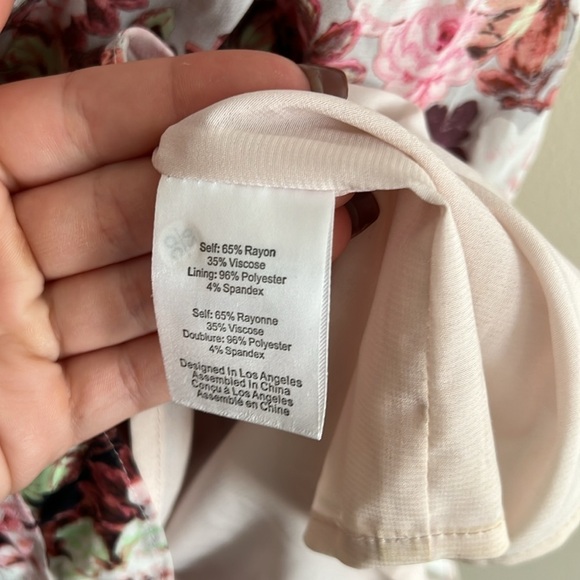 Self: 65% Rayon
35% Viscose
Lining: 96% Polyester
4% Spandex
Self: 65% Rayonne
35% Viscose
Doublure: 96% Polyester
4% Spandex
Designed In Los Angeles
Assembled In China
Conçu à Los Angeles
Assemblé en Chine